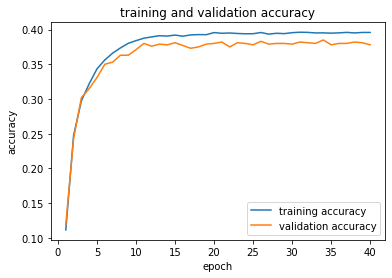 training and validation accuracy
0.40
0.35
0.30
0.25
0.20
0.15
0.10
accuracy
0 5 10 15 20 25 30 35 40
epoch
training accuracy
validation accuracy